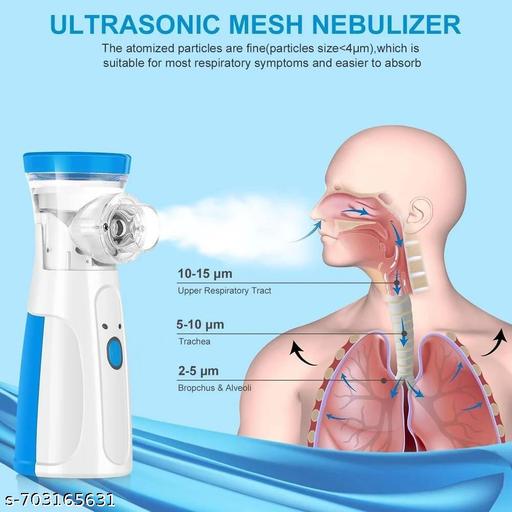 ULTRASONIC MESH NEBULIZER
The atomized particles are fine(particles size<4μm),which is
suitable for most respiratory symptoms and easier to absorb
10-15 μm
Upper Respiratory Tract
5-10 μm
Trachea
2-5 μm
Bropchus & Alveoli
s-703165631